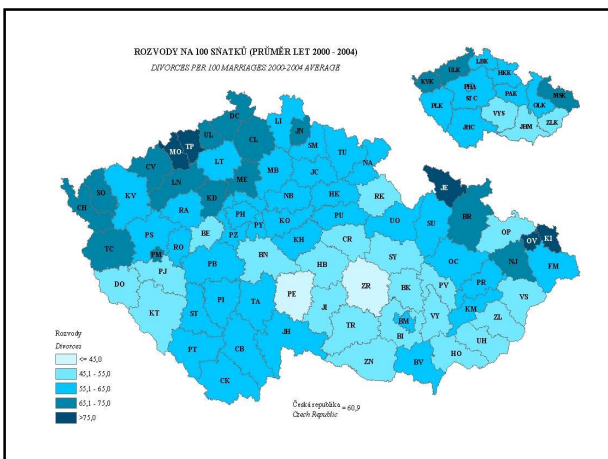 ROZVODY NA 100 SŇATKŮ (PRŮMĚR LET 2000 - 2004)
DIVORCES PER 100 MARRIAGES 2000-2004 AVERAGE
LBK
ULK
HKK
KVK
PHA
STC
PAK
MSK
PLK
OLK
VYS
ZLK
JHC
JHM
DC
LI
JN
UL
TP
MO
CL
SM
TU
LT
CV
MB
JC
NA
LN
ME
SO
KV
CH
RA
KD
NB
HK
RK
JE
PH
PY
KO
PU
BR
UO
SU
OP
OV
KI
BE
PZ
PS
RO
KH
CR
TC
PM
BN
SY
OC
NJ
FM
PJ
PB
HB
DO
PE
ZR
BK
PV
PR
VS
KT
ST
PI
TA
JI
KM
ZL
BM
VY
TR
BI
PT
CB
JH
HO
UH
ZN
BV
CK
Rozvody
Divorces
<= 45,0
45,1 - 55,0
55,1 - 65,0
65,1 - 75,0
>75,0
Česká republika
Czech Republic
= 60,9